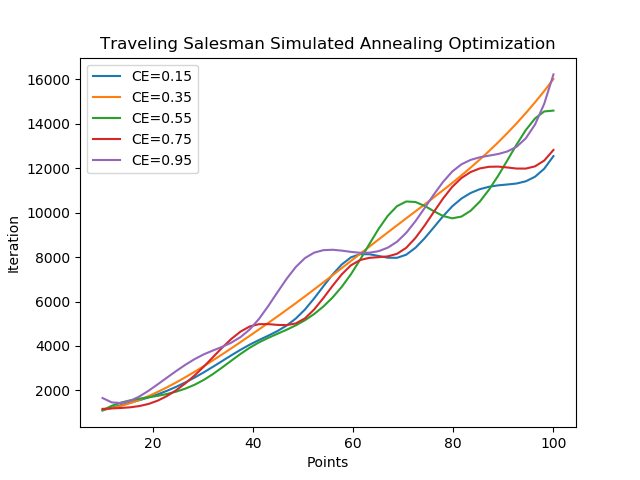 Traveling Salesman Simulated Annealing Optimization
CE=0.15
CE=0.35
CE=0.55
CE=0.75
CE=0.95
Iteration
16000
14000
12000
10000
8000
6000
4000
2000
20 40 60 80 100
Points